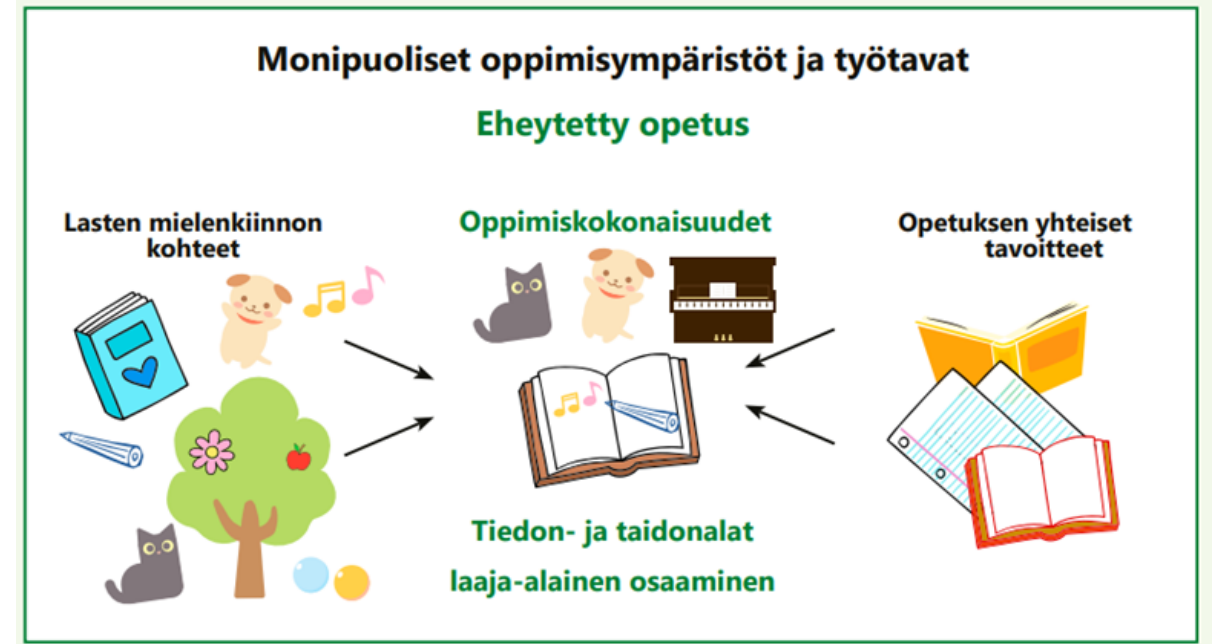 Monipuoliset oppimisympäristöt ja työtavat
Eheytetty opetus
Lasten mielenkiinnon
kohteet
Oppimiskokonaisuudet
Opetuksen yhteiset
tavoitteet
Tiedon- ja taidonalat
laaja-alainen osaaminen